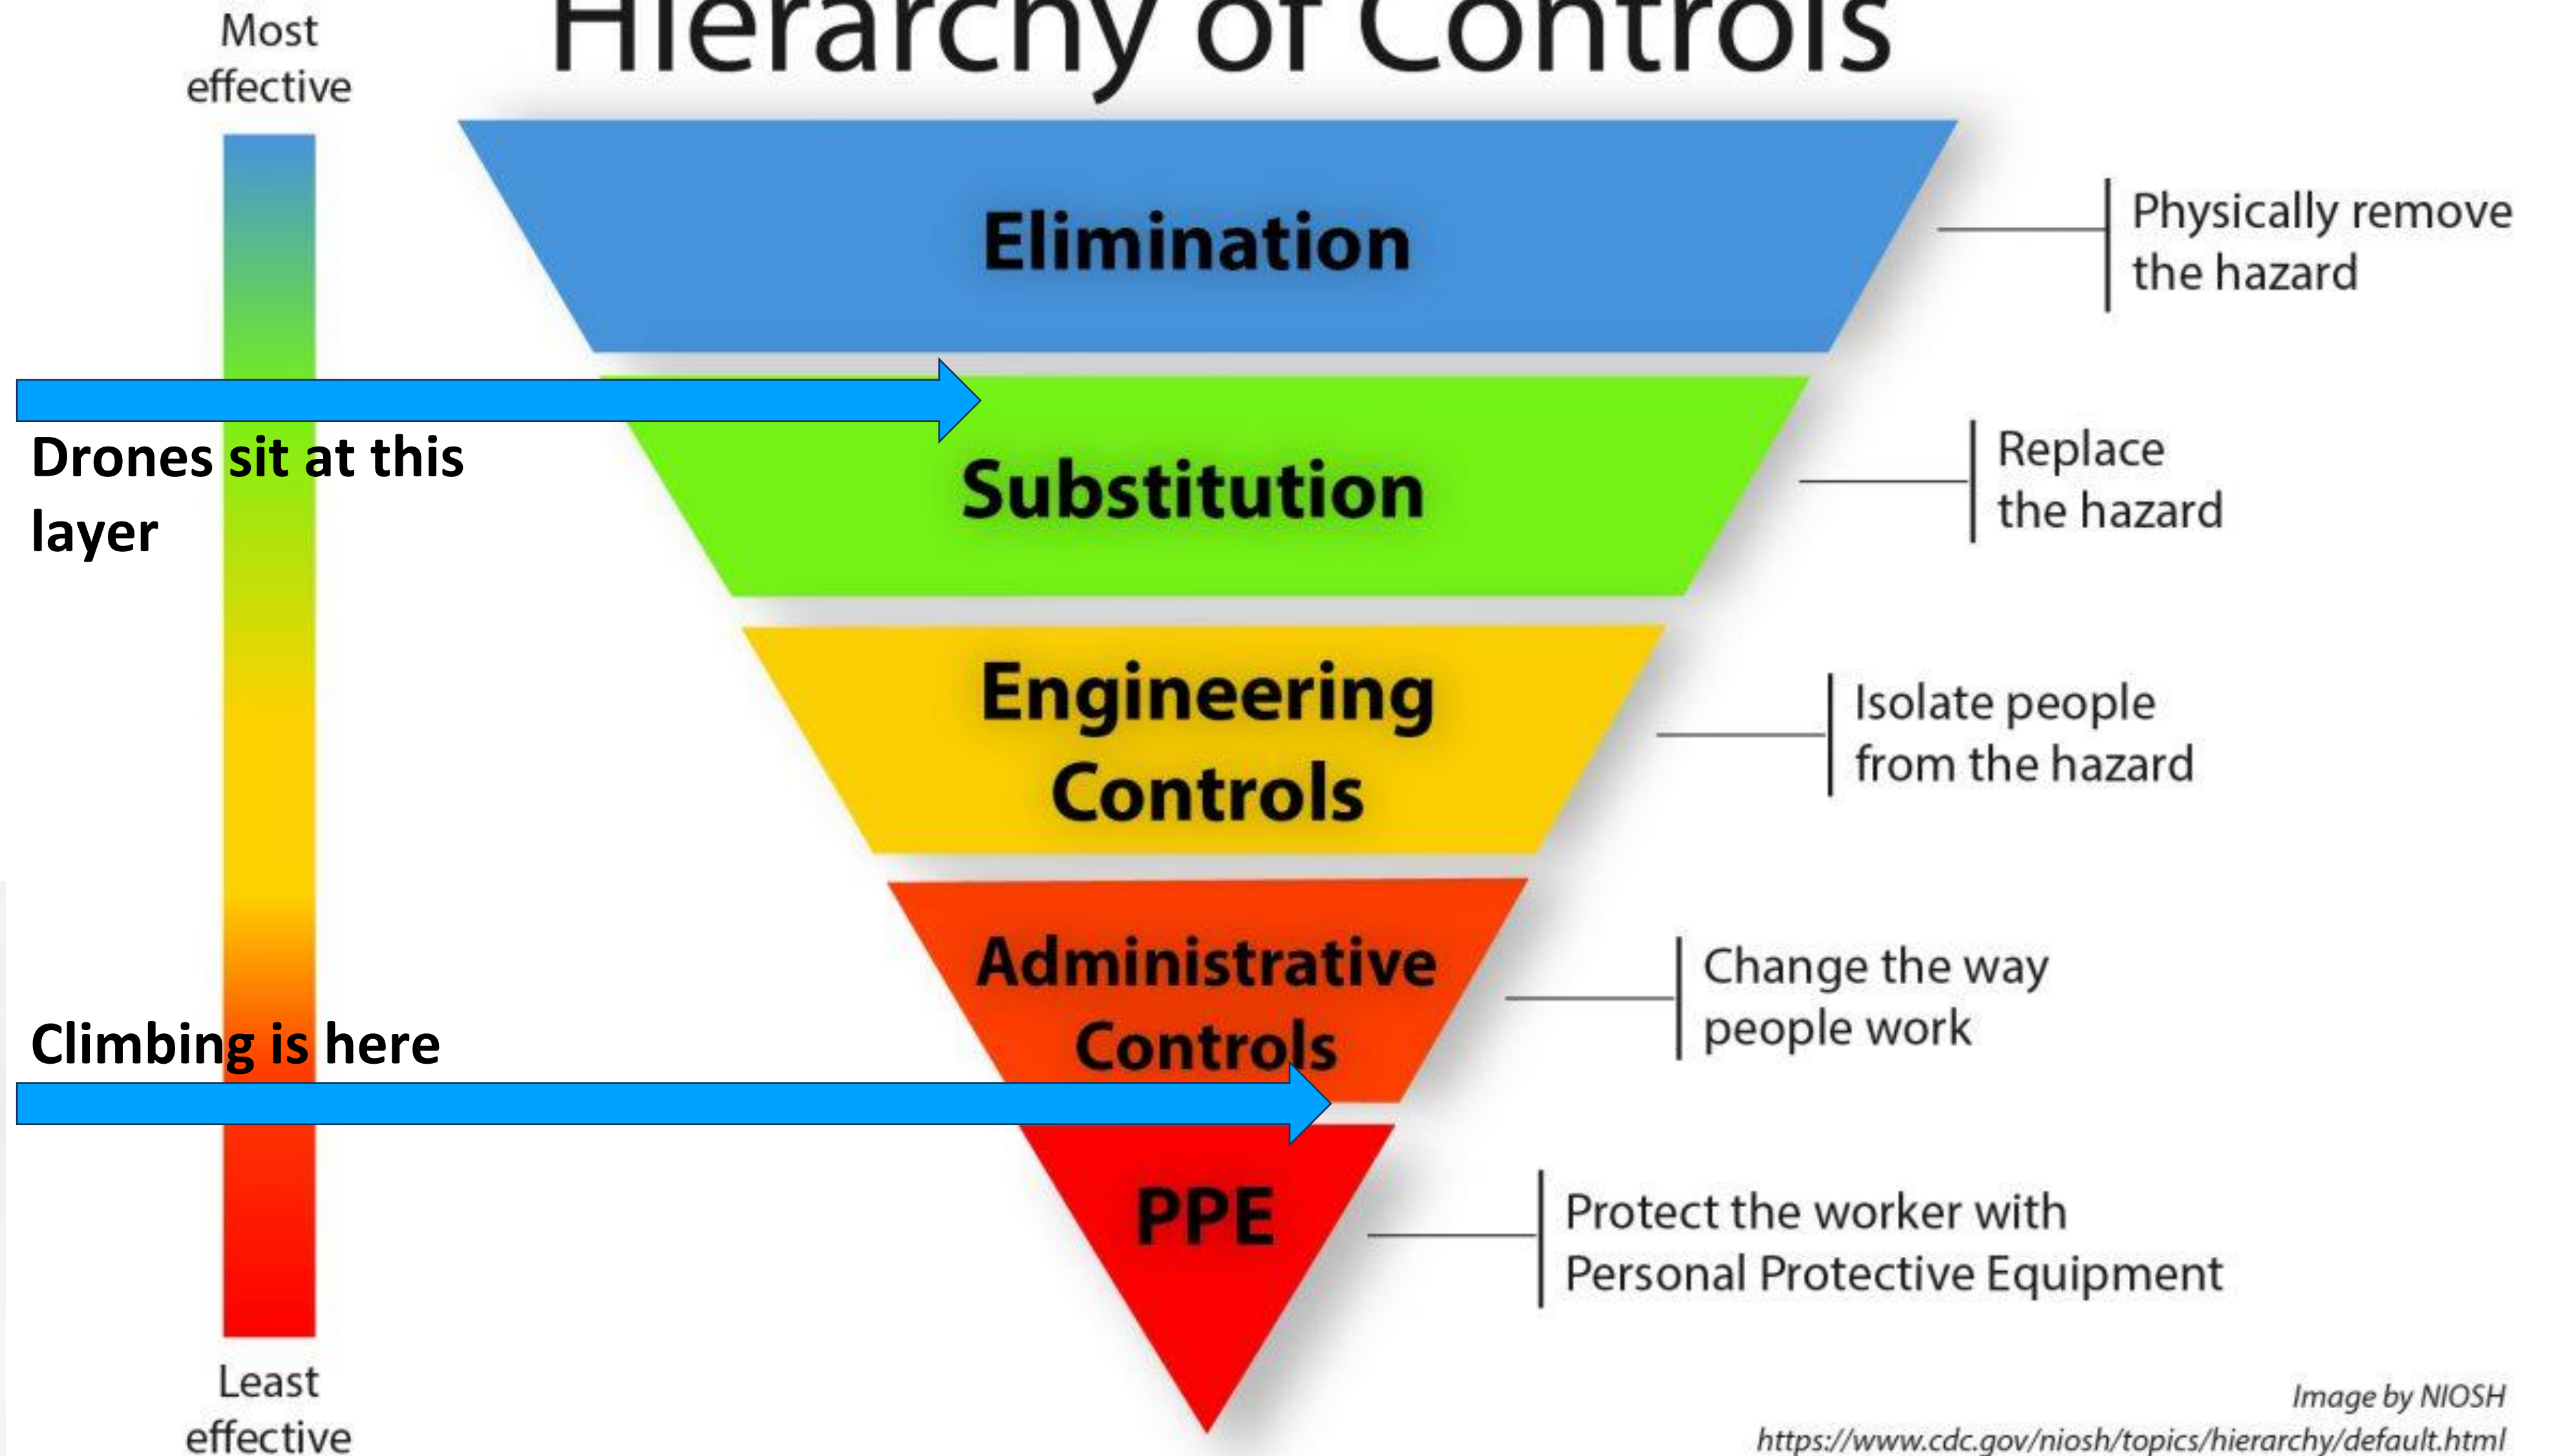 Hierarchy of Controls
Most
effective
Elimination
Physically remove
the hazard
Drones sit at this
layer
Substitution
Replace
the hazard
Engineering
Controls
Isolate people
from the hazard
Administrative
Controls
Change the way
people work
Climbing is here
PPE
Protect the worker with
Personal Protective Equipment
Least
effective
Image by NIOSH
https://www.cdc.gov/niosh/topics/hierarchy/default.html